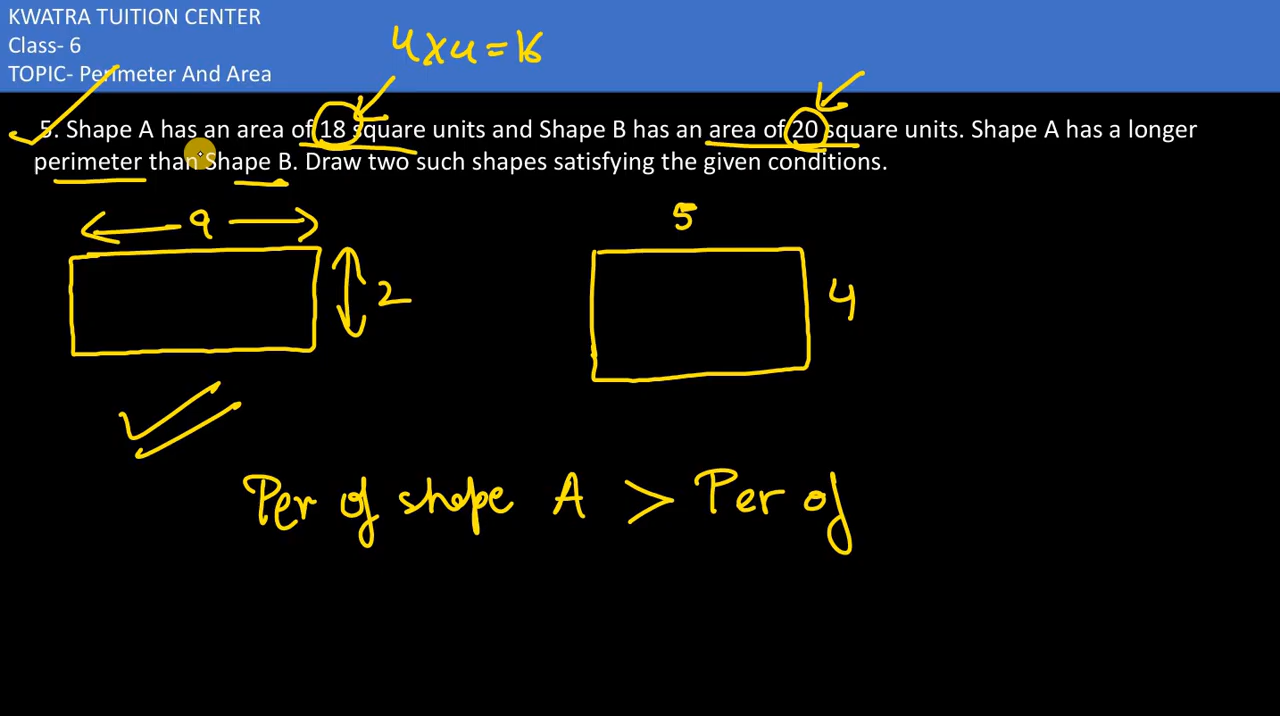 KWATRA TUITION CENTER
Class- 6
TOPIC- Perimeter And Area
4 x 4 = 16
5. Shape A has an area of 18 square units and Shape B has an area of 20 square units. Shape A has a longer
perimeter than Shape B. Draw two such shapes satisfying the given conditions.
9
2
5
4
Per of shape A > Per of